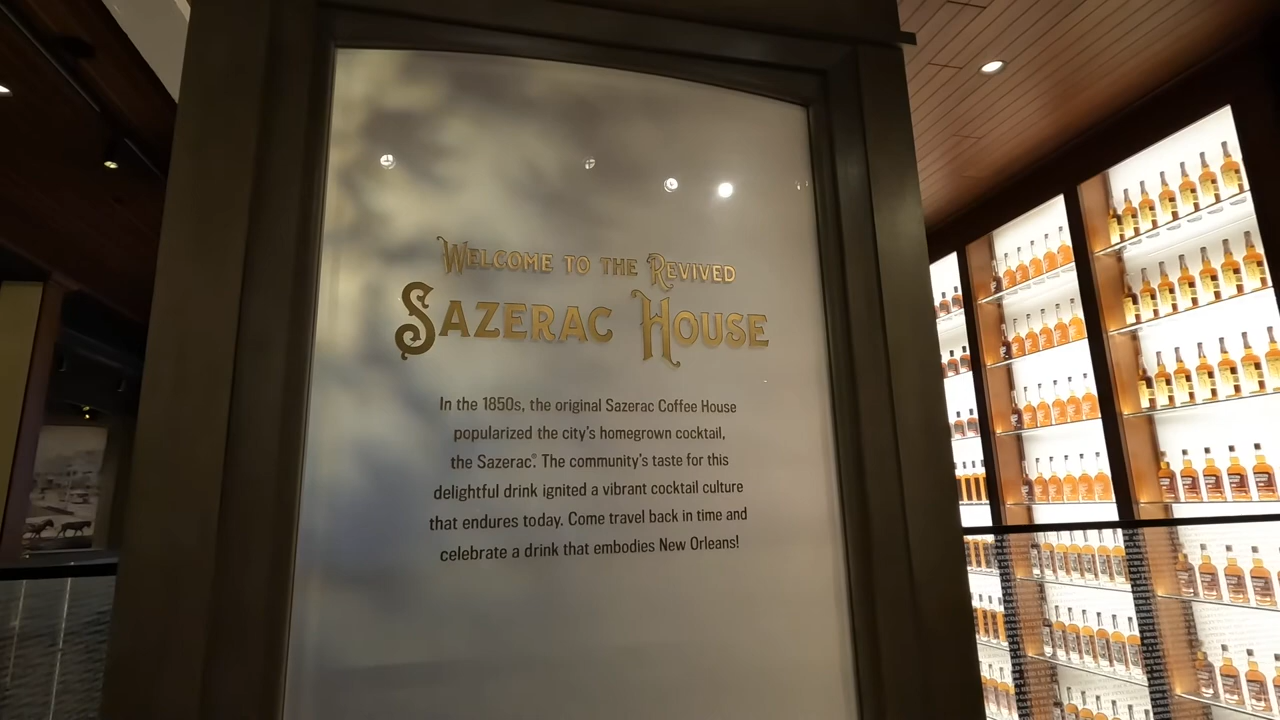 WELCOME TO THE REVIVED
SAZERAC HOUSE
In the 1850s, the original Sazerac Coffee House
popularized the city's homegrown cocktail,
the Sazerac® The community's taste for this
delightful drink ignited a vibrant cocktail culture
that endures today. Come travel back in time and
celebrate a drink that embodies New Orleans!